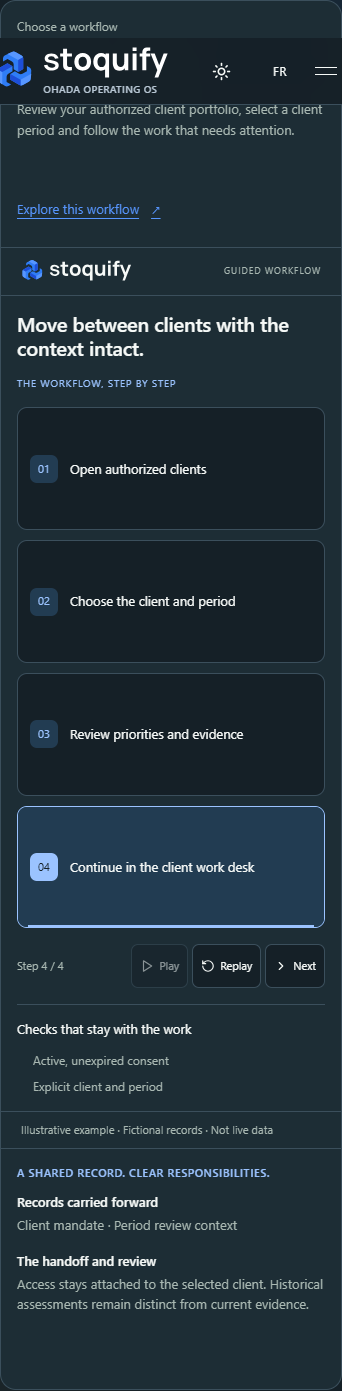 Choose a workflow
stoquify
OHADA OPERATING OS
FR
Review your authorized client portfolio, select a client
period and follow the work that needs attention.
Explore this workflow ↗
stoquify
GUIDED WORKFLOW
Move between clients with the
context intact.
THE WORKFLOW, STEP BY STEP
01 Open authorized clients
02 Choose the client and period
03 Review priorities and evidence
04 Continue in the client work desk
Step 4 / 4
Play
Replay
Next
Checks that stay with the work
Active, unexpired consent
Explicit client and period
Illustrative example · Fictional records · Not live data
A SHARED RECORD. CLEAR RESPONSIBILITIES.
Records carried forward
Client mandate · Period review context
The handoff and review
Access stays attached to the selected client. Historical
assessments remain distinct from current evidence.